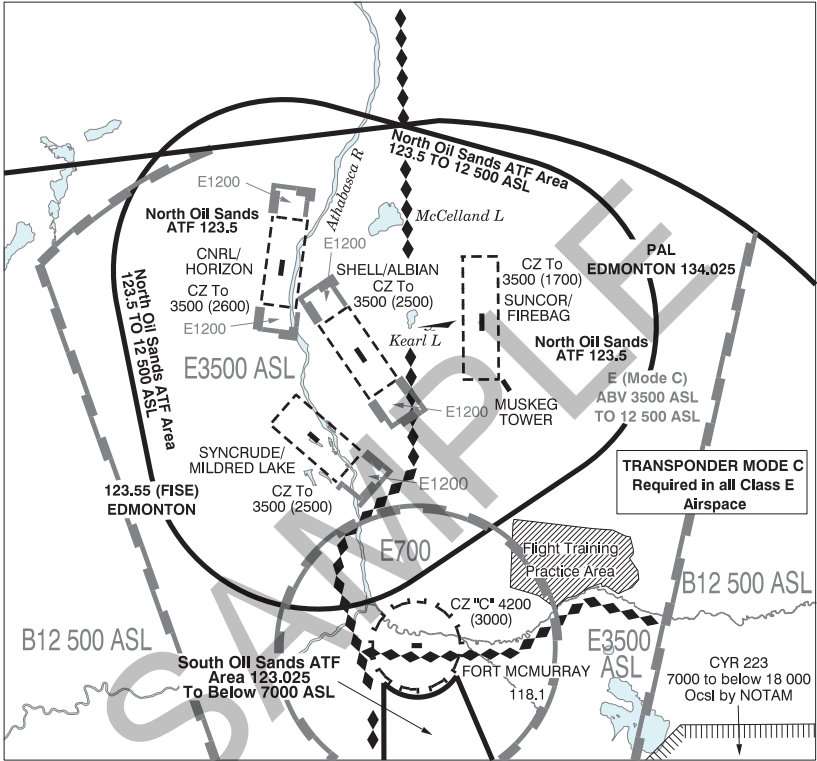 North Oil Sands ATF Area
123.5 TO 12 500 ASL
Athabasca R
E1200
North Oil Sands
ATF 123.5
McCelland L
CNRL/
HORIZON
CZ To
3500 (2600)
E1200
E1200
SHELL/ALBIAN
CZ To
3500 (2500)
CZ To
3500 (1700)
SUNCOR/
FIREBAG
PAL
EDMONTON 134.025
North Oil Sands ATF Area
123.5 TO 12 500 ASL
Kearl L
North Oil Sands
ATF 123.5
E3500 ASL
E (Mode C)
ABV 3500 ASL
TO 12 500 ASL
E1200
MUSKEG
TOWER
SYNCRUDE/
MILDRED LAKE
CZ To
3500 (2500)
E1200
123.55 (FISE)
EDMONTON
TRANSPONDER MODE C
Required in all Class E
Airspace
E700
Flight Training
Practice Area
B12 500 ASL
CZ "C" 4200
(3000)
B12 500 ASL
E3500
ASL
South Oil Sands ATF
Area 123.025
To Below 7000 ASL
FORT MCMURRAY
118.1
CYR 223
7000 to below 18 000
Ocsl by NOTAM
SAMPLE